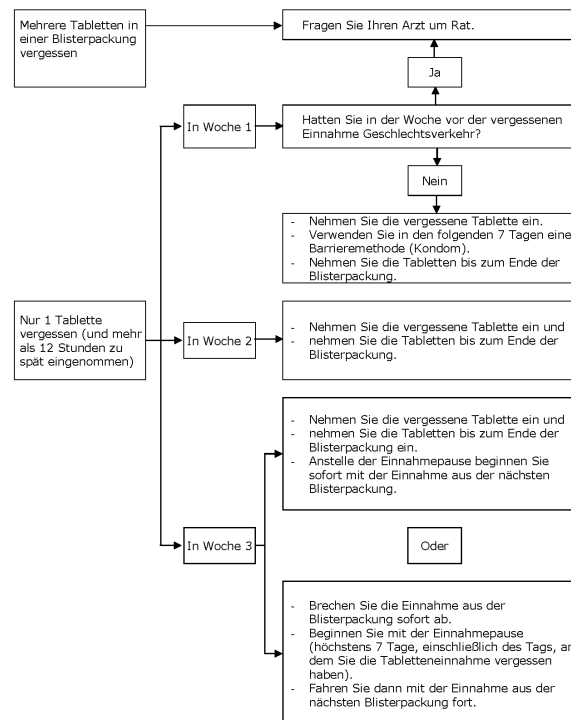 Mehrere Tabletten in
einer Blisterpackung
vergessen
Fragen Sie Ihren Arzt um Rat.
Ja
In Woche 1
Hatten Sie in der Woche vor der vergessenen
Einnahme Geschlechtsverkehr?
Nein
- Nehmen Sie die vergessene Tablette ein.
- Verwenden Sie in den folgenden 7 Tagen eine
Barrieremethode (Kondom).
- Nehmen Sie die Tabletten bis zum Ende der
Blisterpackung.
Nur 1 Tablette
vergessen (und mehr
als 12 Stunden zu
spät eingenommen)
In Woche 2
- Nehmen Sie die vergessene Tablette ein und
- nehmen Sie die Tabletten bis zum Ende der
Blisterpackung.
- Nehmen Sie die vergessene Tablette ein und
- nehmen Sie die Tabletten bis zum Ende der
Blisterpackung ein.
- Anstelle der Einnahmepause beginnen Sie
sofort mit der Einnahme aus der nächsten
Blisterpackung.
In Woche 3
Oder
- Brechen Sie die Einnahme aus der
Blisterpackung sofort ab.
- Beginnen Sie mit der Einnahmepause
(höchstens 7 Tage, einschließlich des Tags, an
dem Sie die Tabletteneinnahme vergessen
haben).
- Fahren Sie dann mit der Einnahme aus der
nächsten Blisterpackung fort.